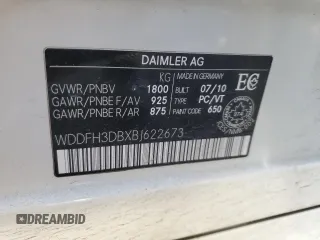 DAIMLER AG
KG MADE IN GERMANY
GVWR/PNBV 1800 BUILT 07/10
GAWR/PNBE F/AV 925 TYPE PC/VT
GAWR/PNBE R/AR 875 PAINT 650
EC
WDDFH3DBXBJ622673
DREAMBID